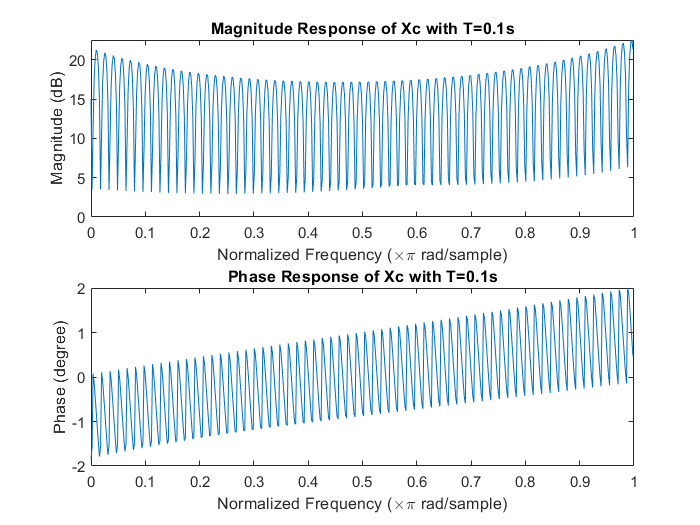 Magnitude Response of Xc with T=0.1s
20
15
10
5
0
Magnitude (dB)
0 0.1 0.2 0.3 0.4 0.5 0.6 0.7 0.8 0.9 1
Normalized Frequency (×π rad/sample)
Phase Response of Xc with T=0.1s
2
1
0
-1
-2
Phase (degree)
0 0.1 0.2 0.3 0.4 0.5 0.6 0.7 0.8 0.9 1
Normalized Frequency (×π rad/sample)